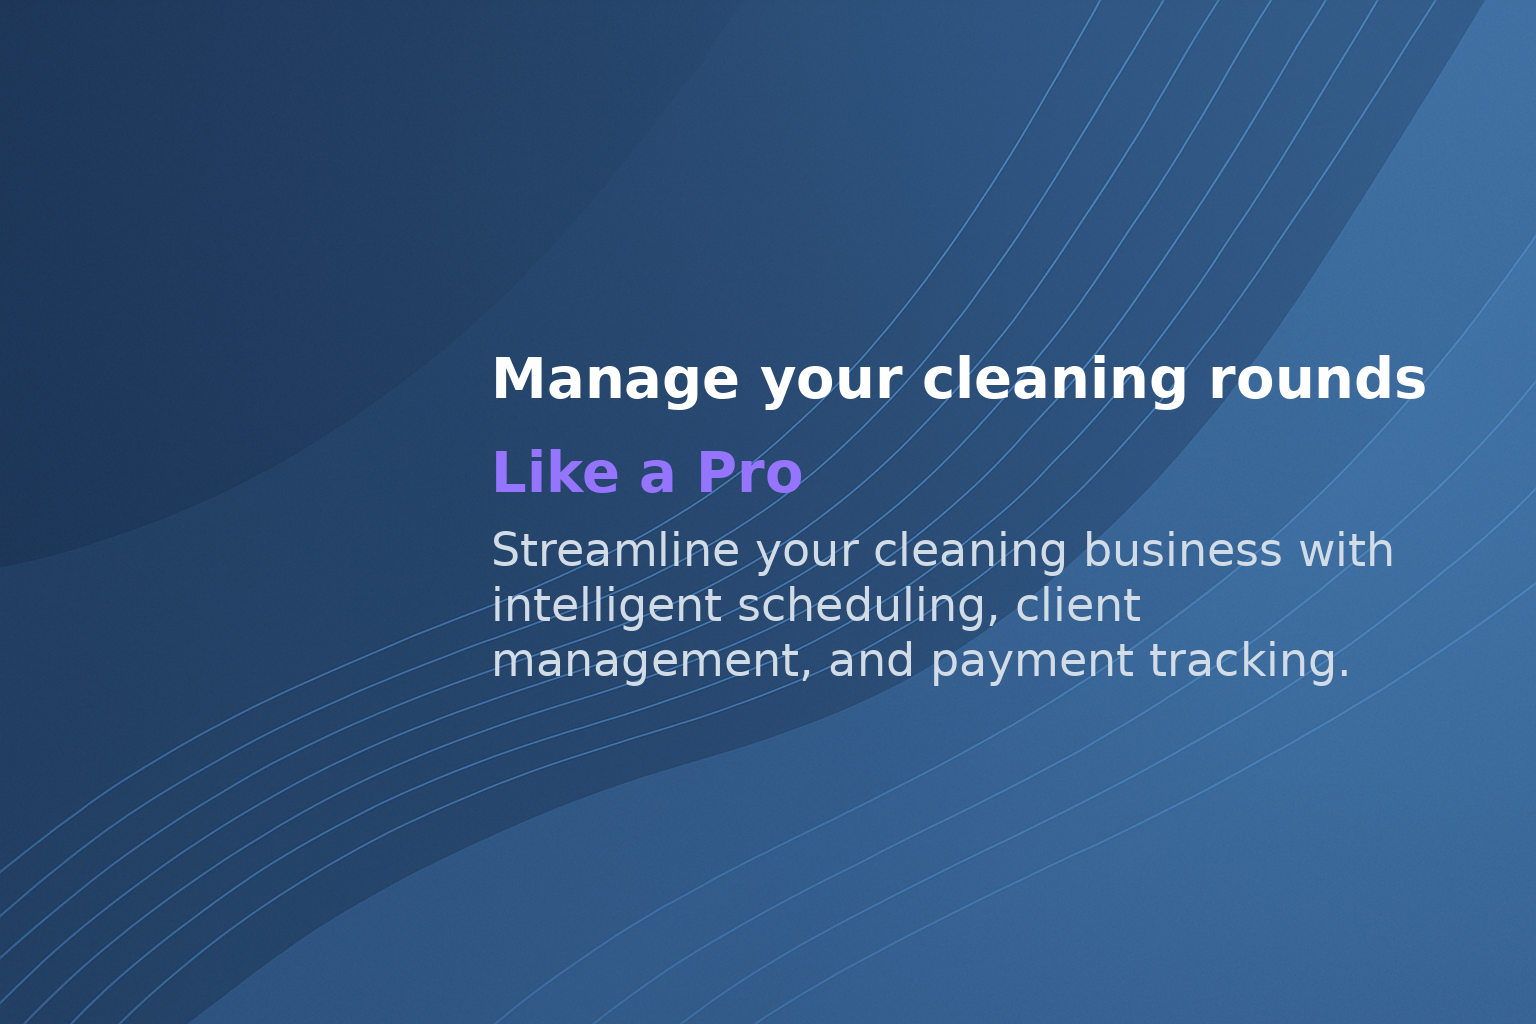 Manage your cleaning rounds
Like a Pro
Streamline your cleaning business with
intelligent scheduling, client
management, and payment tracking.